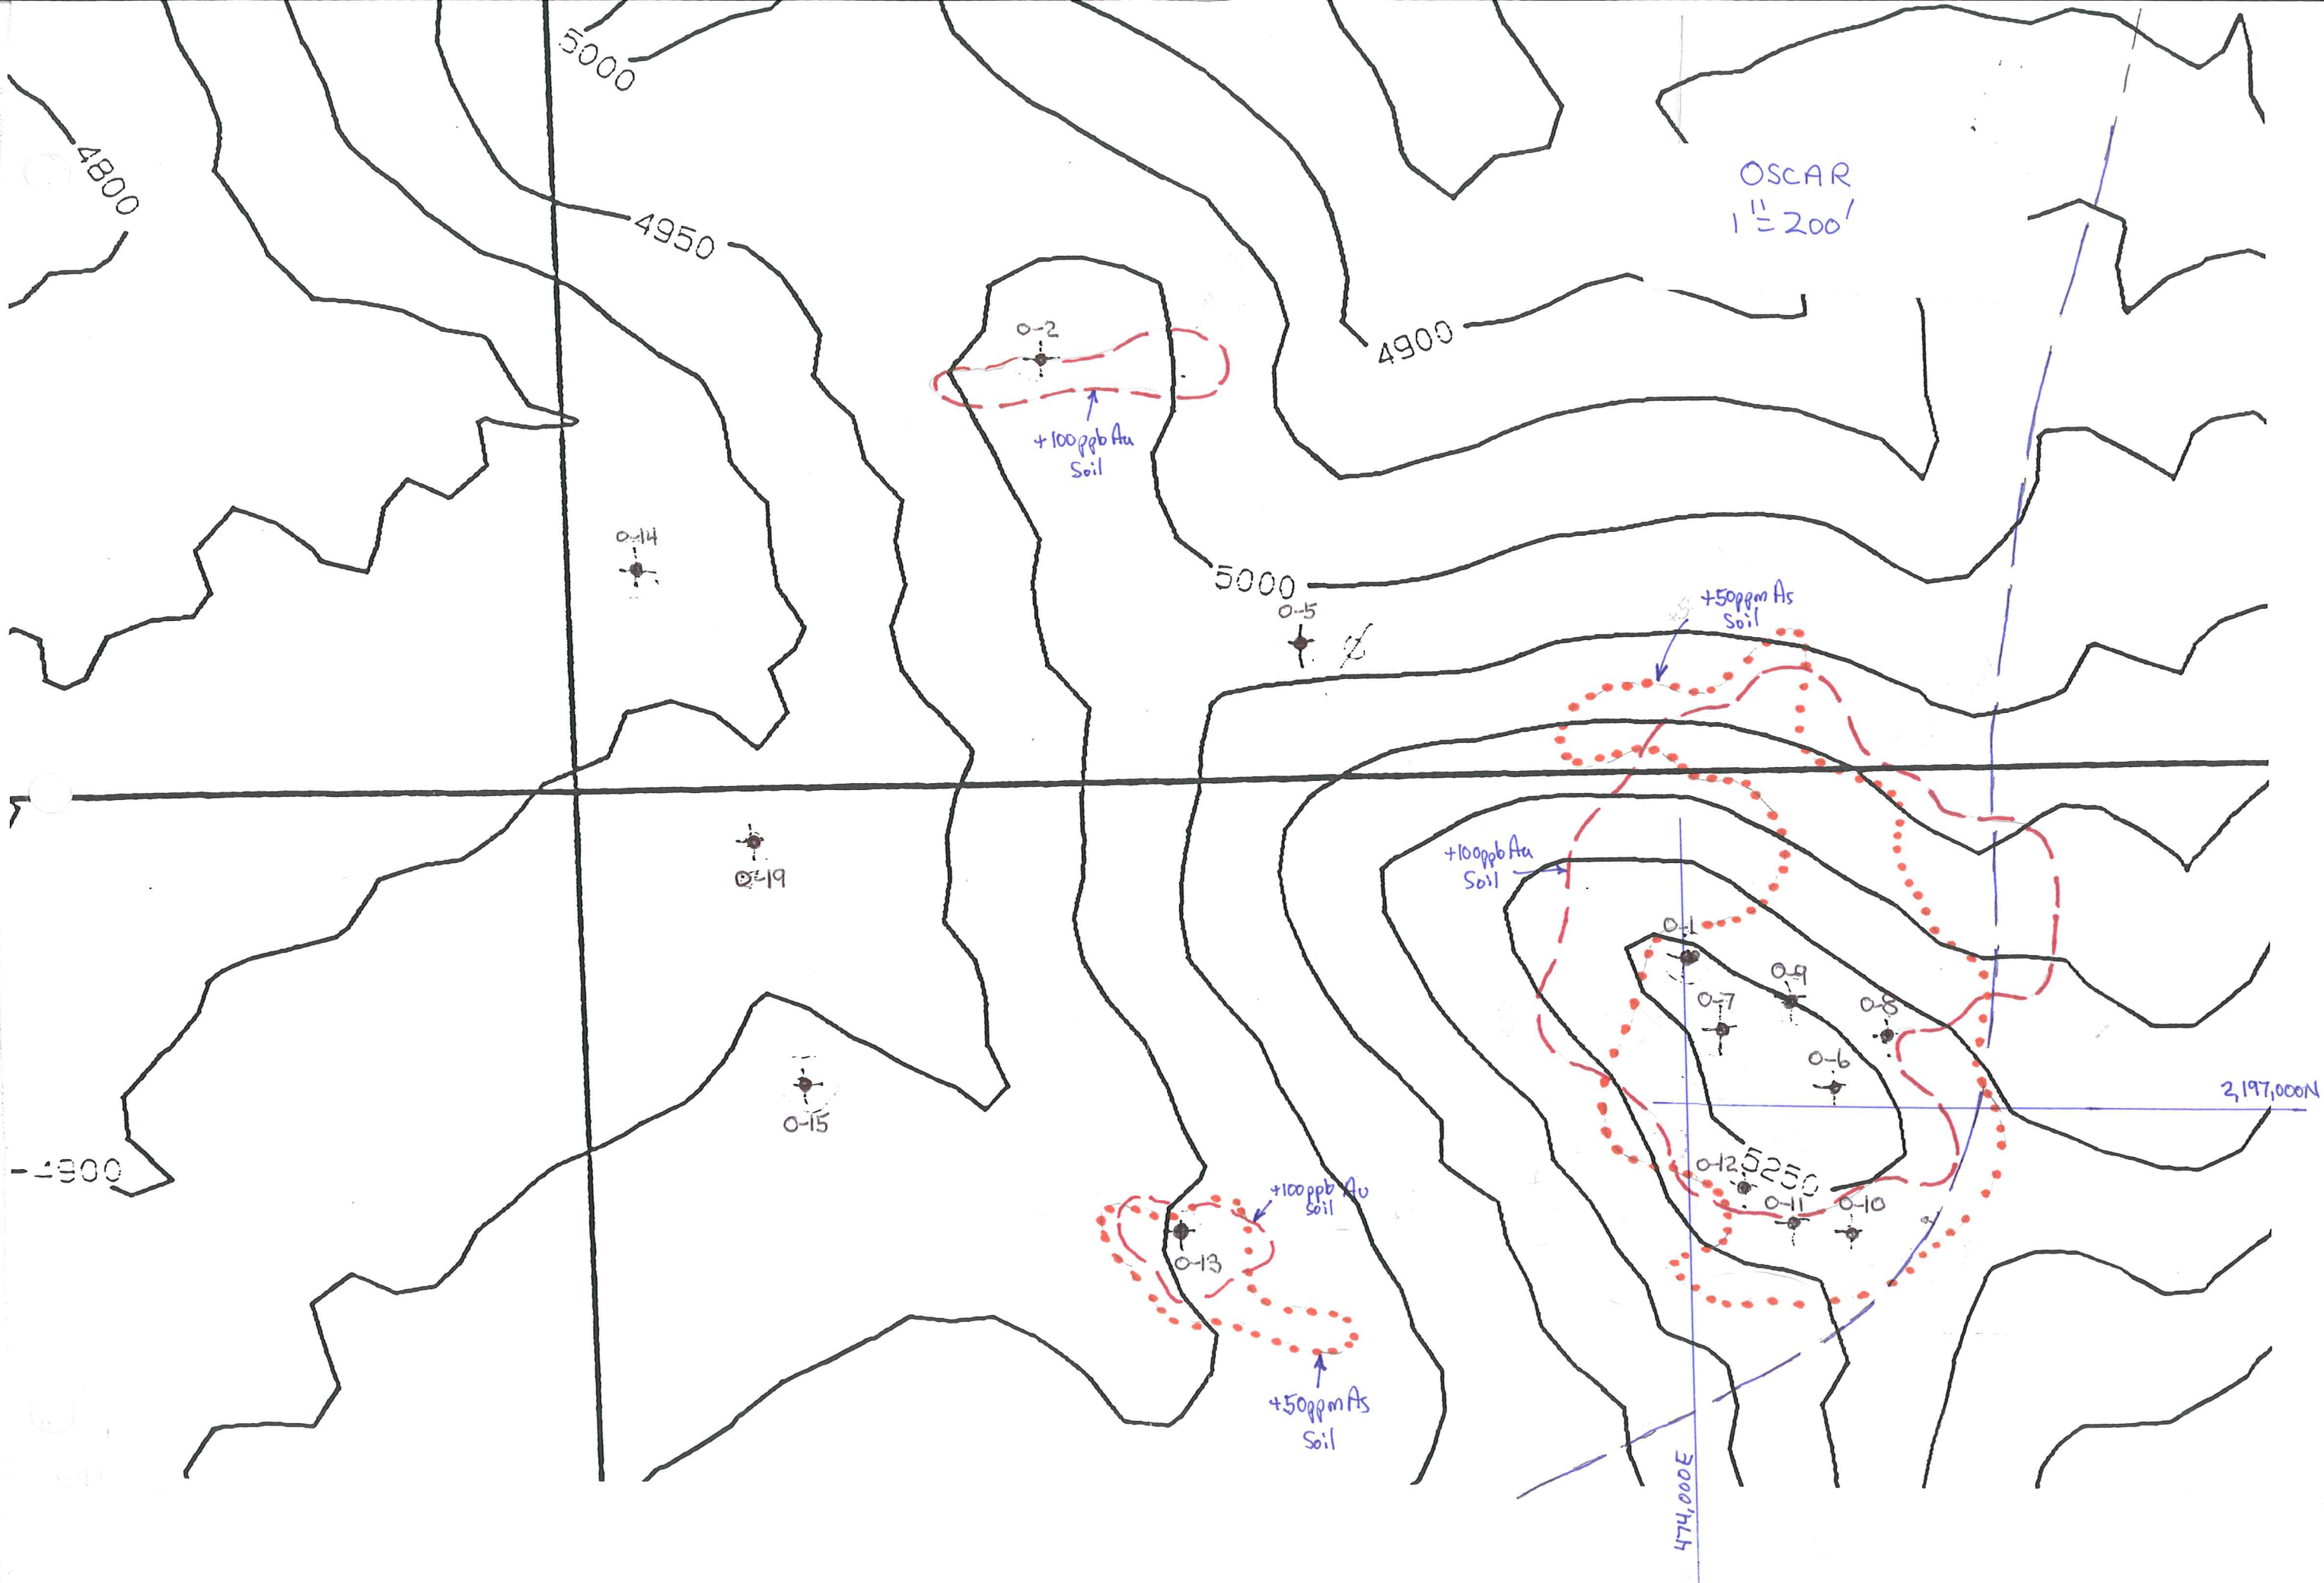 5000
4800
OSCAR
1"=200'
4950
0-2
4900
+100ppb Au
Soil
0-14
5000
0-5
+50ppm As
Soil
+100ppb Au
Soil
0-19
0-1
0-9
0-7
0-8
0-6
2,197,000N
0-15
-4900
0-12
5250
+100ppb Au
Soil
0-11
0-10
0-13
+50ppm As
Soil
474,000E